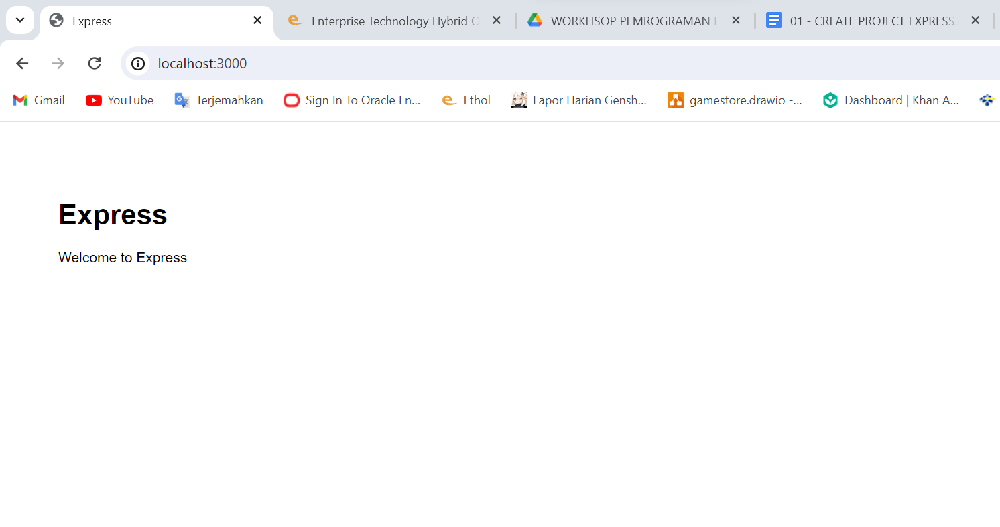 Express
Enterprise Technology Hybrid O
WORKHSOP PEMROGRAMAN F
01 - CREATE PROJECT EXPRESS.
localhost:3000
Gmail
YouTube
Terjemahkan
Sign In To Oracle En...
Ethol
Lapor Harian Gensh...
gamestore.drawio -...
Dashboard | Khan A...
Express
Welcome to Express